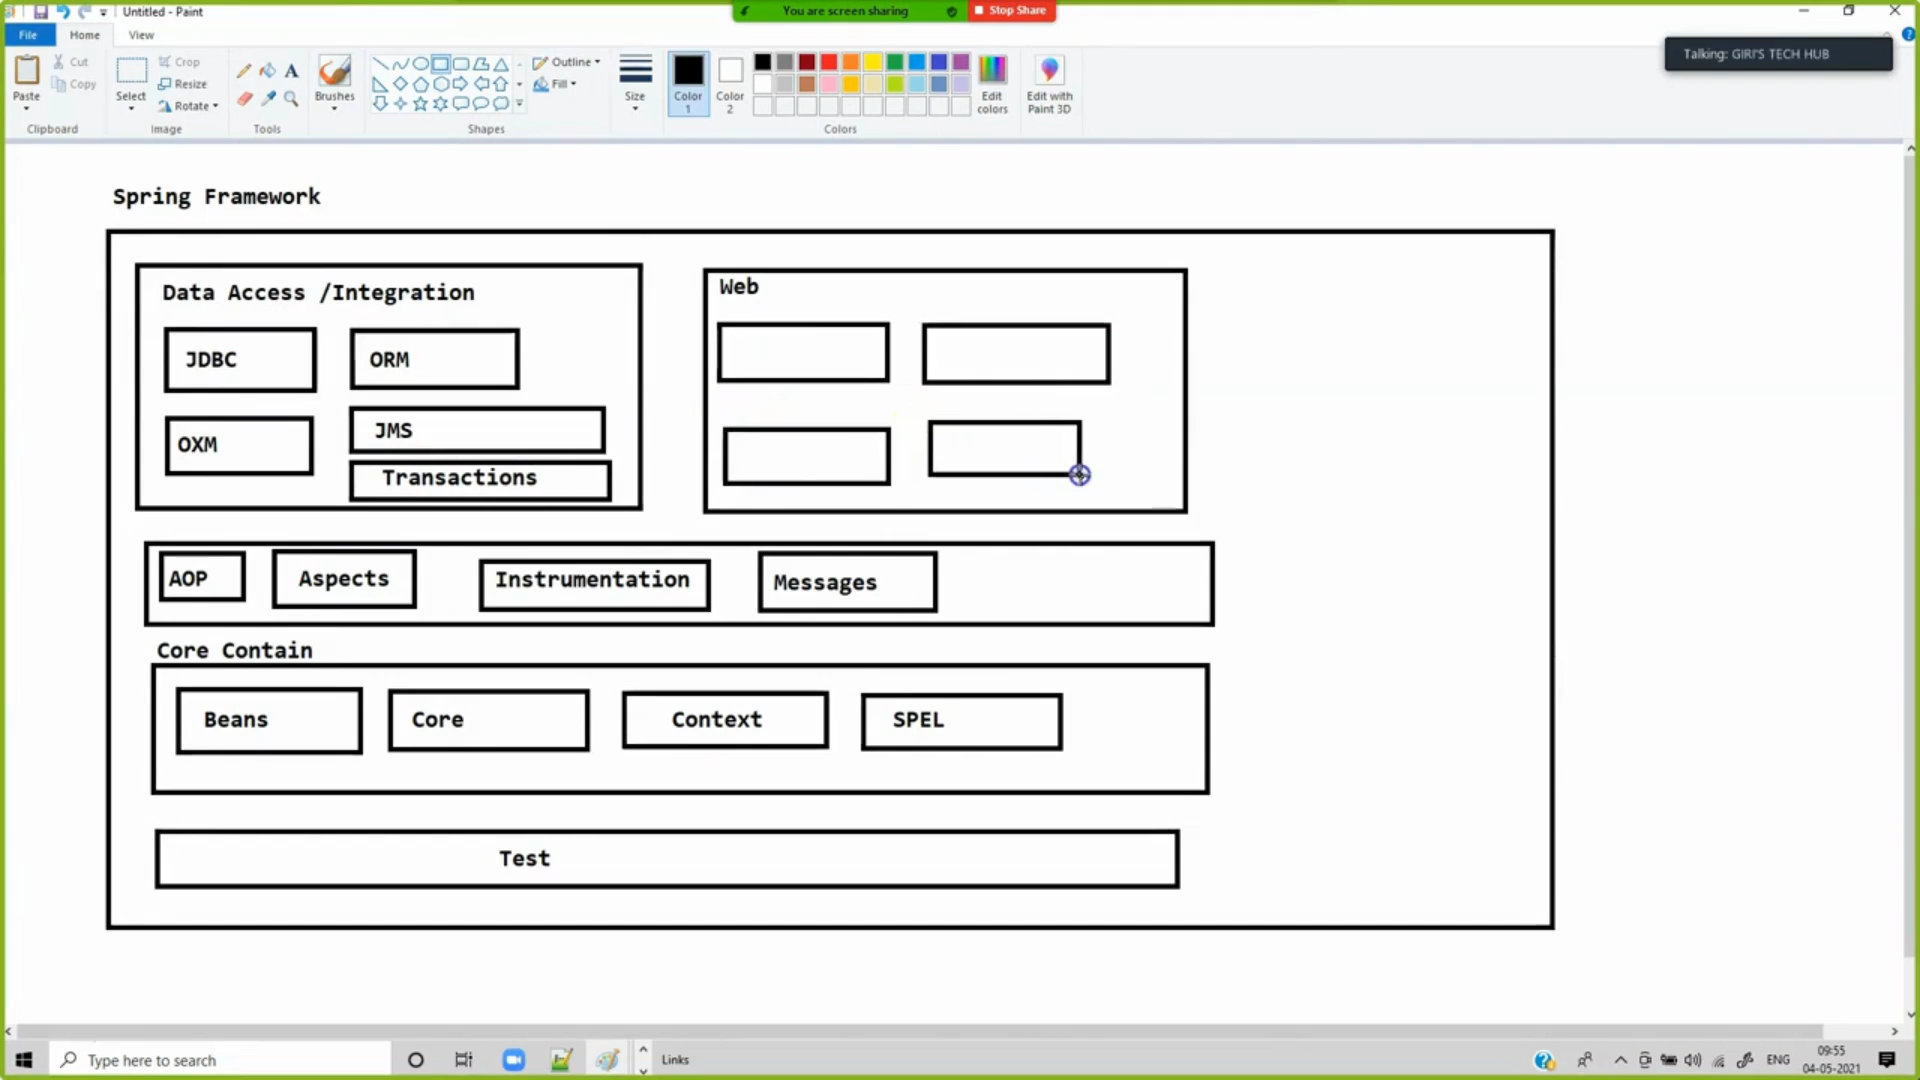 Untitled - Paint
You are screen sharing
Stop Share
File
Home
View
Talking: GIRI'S TECH HUB
Paste
Cut
Copy
Clipboard
Select
Crop
Resize
Rotate
Image
A
Tools
Brushes
Outline
Fill
Shapes
Size
Color 1
Color 2
Edit colors
Edit with Paint 3D
Colors
Spring Framework
Data Access /Integration
JDBC
ORM
OXM
JMS
Transactions
Web
AOP
Aspects
Instrumentation
Messages
Core Contain
Beans
Core
Context
SPEL
Test
Type here to search
Links
ENG
09:55
04-05-2021